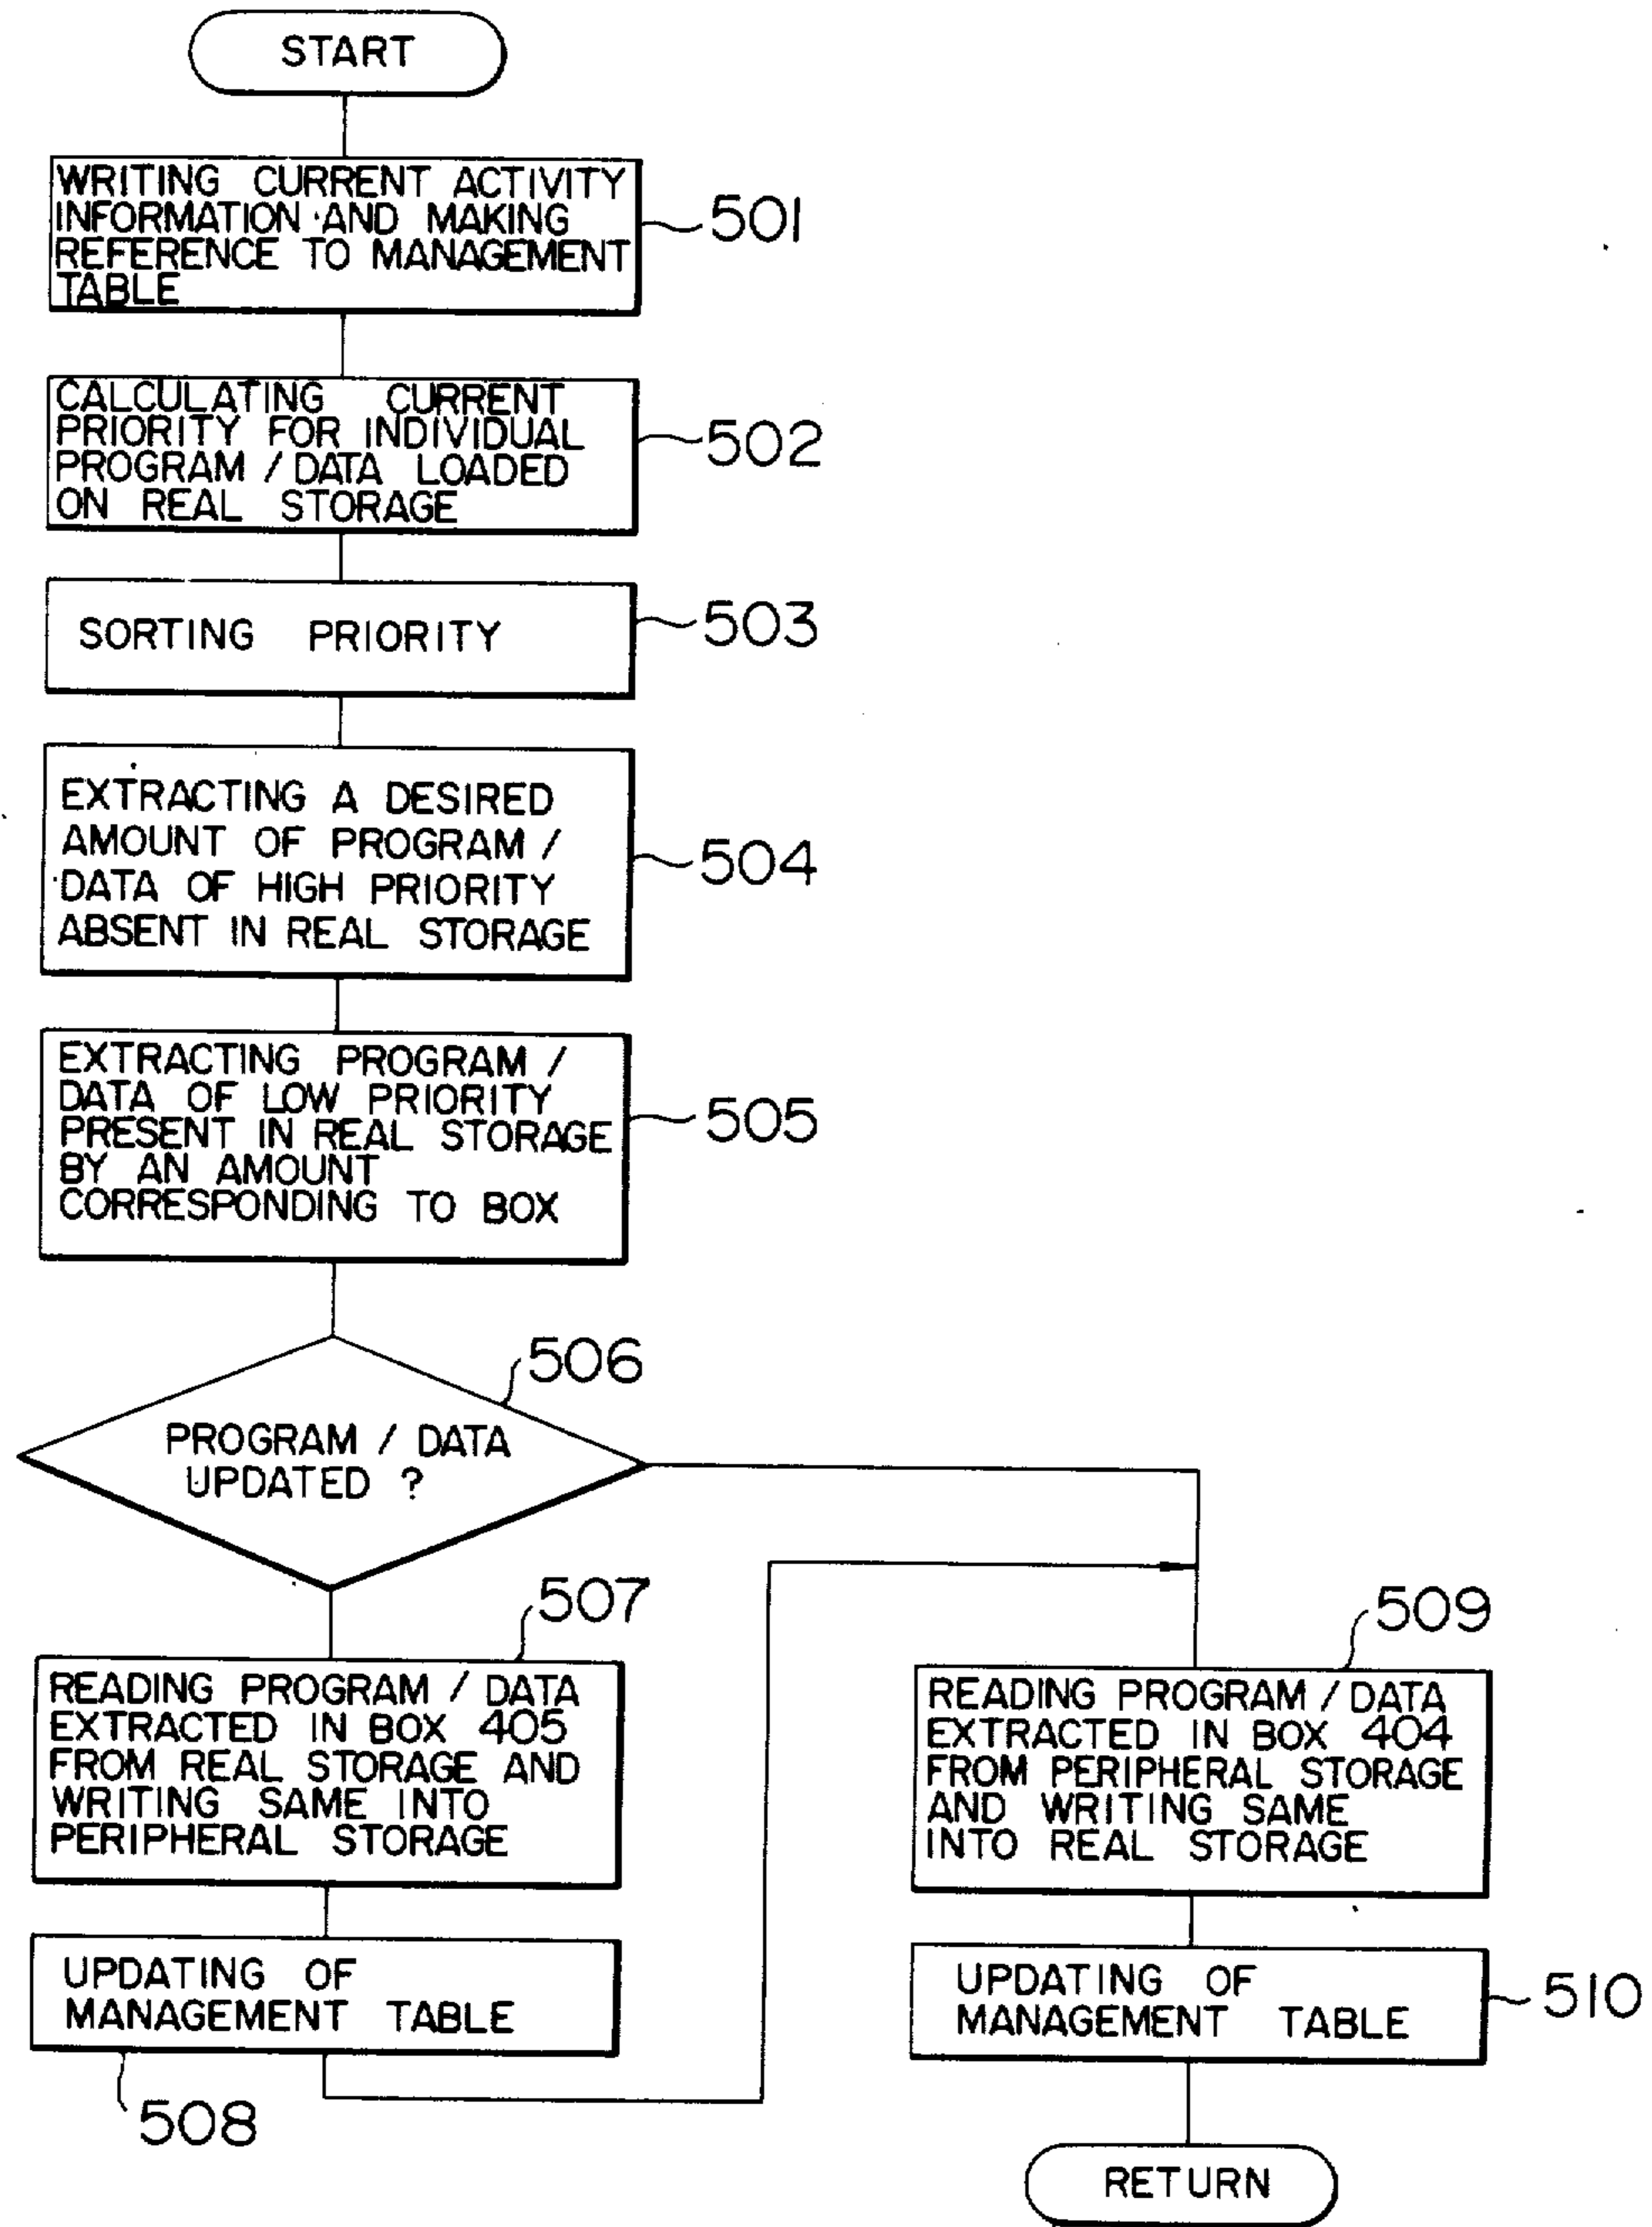 START
WRITING CURRENT ACTIVITY
INFORMATION AND MAKING
REFERENCE TO MANAGEMENT
TABLE
501
CALCULATING CURRENT
PRIORITY FOR INDIVIDUAL
PROGRAM / DATA LOADED
ON REAL STORAGE
502
SORTING PRIORITY
503
EXTRACTING A DESIRED
AMOUNT OF PROGRAM /
DATA OF HIGH PRIORITY
ABSENT IN REAL STORAGE
504
EXTRACTING PROGRAM /
DATA OF LOW PRIORITY
PRESENT IN REAL STORAGE
BY AN AMOUNT
CORRESPONDING TO BOX
505
506
PROGRAM / DATA
UPDATED ?
507
READING PROGRAM / DATA
EXTRACTED IN BOX 405
FROM REAL STORAGE AND
WRITING SAME INTO
PERIPHERAL STORAGE
UPDATING OF
MANAGEMENT TABLE
508
509
READING PROGRAM / DATA
EXTRACTED IN BOX 404
FROM PERIPHERAL STORAGE
AND WRITING SAME
INTO REAL STORAGE
UPDATING OF
MANAGEMENT TABLE
510
RETURN